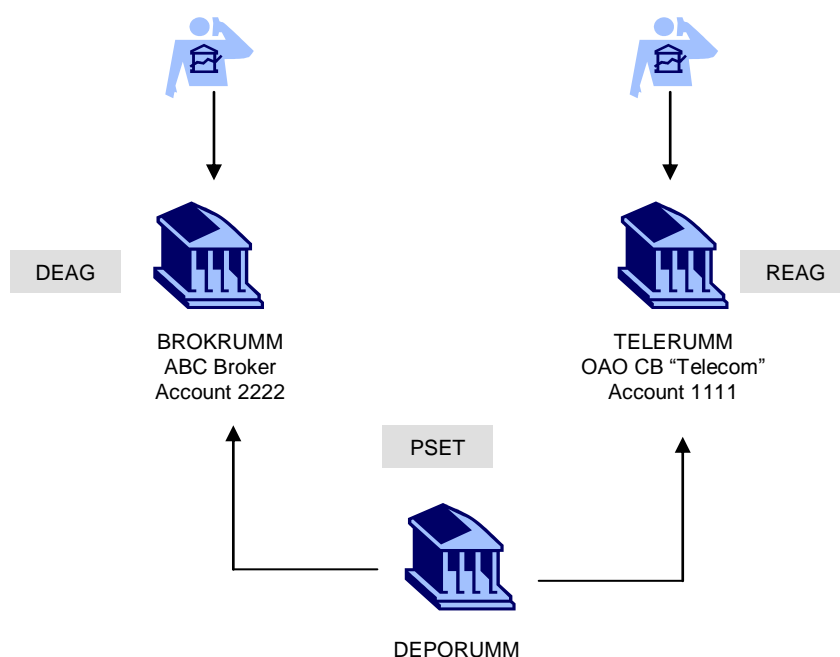 DEAG
REAG
BROKRUMM
ABC Broker
Account 2222
TELERUMM
OAO CB “Telecom”
Account 1111
PSET
DEPORUMM